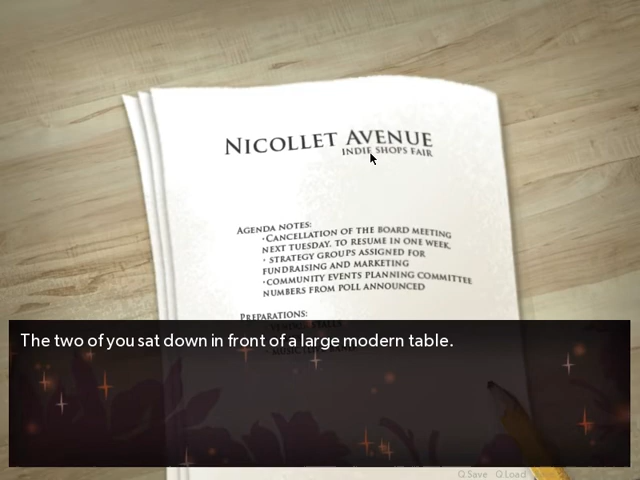 NICOLLET AVENUE
INDIE SHOPS FAIR
AGENDA NOTES:
·CANCELLATION OF THE BOARD MEETING
NEXT TUESDAY, TO RESUME IN ONE WEEK.
· STRATEGY GROUPS ASSIGNED FOR
FUNDRAISING AND MARKETING
·COMMUNITY EVENTS PLANNING COMMITTEE
NUMBERS FROM POLL ANNOUNCED
PREPARATIONS:
The two of you sat down in front of a large modern table.
Q.Save Q.Load